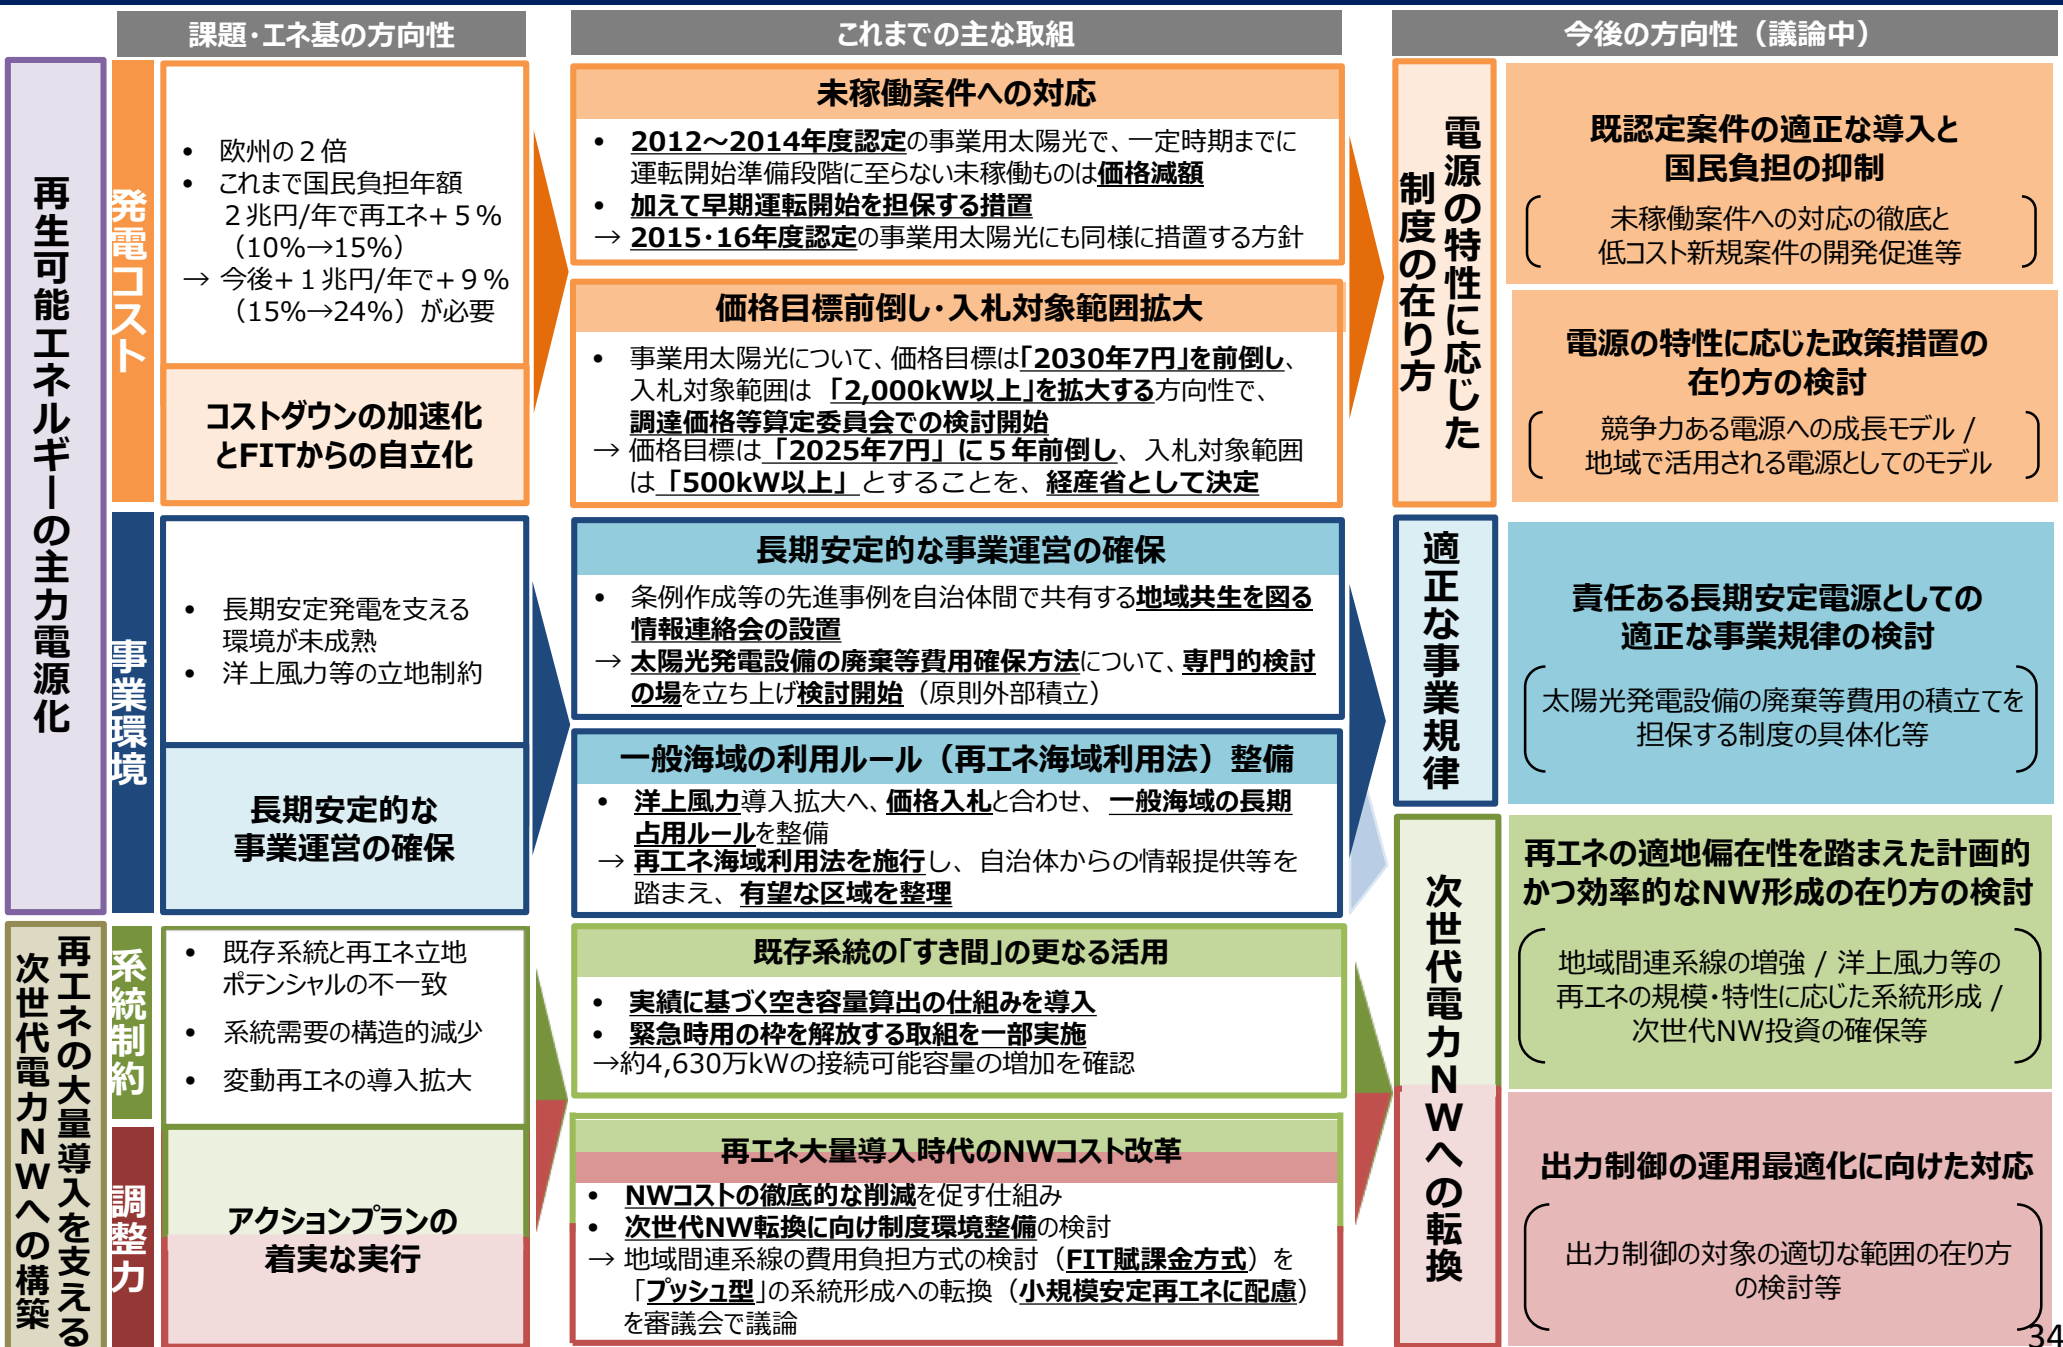 課題・エネ基の方向性
これまでの主な取組
今後の方向性（議論中）
再生可能エネルギーの主力電源化
発電コスト
• 欧州の２倍
• これまで国民負担年額
２兆円/年で再エネ+５%
（10%→15%）
→ 今後+１兆円/年で+９%
（15%→24%）が必要
コストダウンの加速化
とFITからの自立化
未稼働案件への対応
• 2012～2014年度認定の事業用太陽光で、一定時期までに
運転開始準備段階に至らない未稼働ものは価格減額
• 加えて早期運転開始を担保する措置
→ 2015・16年度認定の事業用太陽光にも同様に措置する方針
価格目標前倒し・入札対象範囲拡大
• 事業用太陽光について、価格目標は「2030年7円」を前倒し、
入札対象範囲は 「2,000kW以上」を拡大する方向性で、
調達価格等算定委員会での検討開始
→ 価格目標は「2025年7円」に５年前倒し、入札対象範囲
は「500kW以上」とすることを、経産省として決定
電源の特性に応じた
制度の在り方
既認定案件の適正な導入と
国民負担の抑制
未稼働案件への対応の徹底と
低コスト新規案件の開発促進等
電源の特性に応じた政策措置の
在り方の検討
競争力ある電源への成長モデル /
地域で活用される電源としてのモデル
事業環境
• 長期安定発電を支える
環境が未成熟
• 洋上風力等の立地制約
長期安定的な
事業運営の確保
長期安定的な事業運営の確保
• 条例作成等の先進事例を自治体間で共有する地域共生を図る
情報連絡会の設置
→ 太陽光発電設備の廃棄等費用確保方法について、専門的検討
の場を立ち上げ検討開始（原則外部積立）
一般海域の利用ルール（再エネ海域利用法）整備
• 洋上風力導入拡大へ、価格入札と合わせ、一般海域の長期
占用ルールを整備
→ 再エネ海域利用法を施行し、自治体からの情報提供等を
踏まえ、有望な区域を整理
適正な事業規律
責任ある長期安定電源としての
適正な事業規律の検討
太陽光発電設備の廃棄等費用の積立てを
担保する制度の具体化等
再エネの大量導入を支える
次世代電力NWへの構築
系統制約
• 既存系統と再エネ立地
ポテンシャルの不一致
• 系統需要の構造的減少
• 変動再エネの導入拡大
調整力
アクションプランの
着実な実行
既存系統の「すき間」の更なる活用
• 実績に基づく空き容量算出の仕組みを導入
• 緊急時用の枠を解放する取組を一部実施
→約4,630万kWの接続可能容量の増加を確認
再エネ大量導入時代のNWコスト改革
• NWコストの徹底的な削減を促す仕組み
• 次世代NW転換に向け制度環境整備の検討
→ 地域間連系線の費用負担方式の検討（FIT賦課金方式）を
「プッシュ型」の系統形成への転換（小規模安定再エネに配慮）
を審議会で議論
次世代電力NWへの転換
再エネの適地偏在性を踏まえた計画的
かつ効率的なNW形成の在り方の検討
地域間連系線の増強 / 洋上風力等の
再エネの規模・特性に応じた系統形成 /
次世代NW投資の確保等
出力制御の運用最適化に向けた対応
出力制御の対象の適切な範囲の在り方
の検討等
34